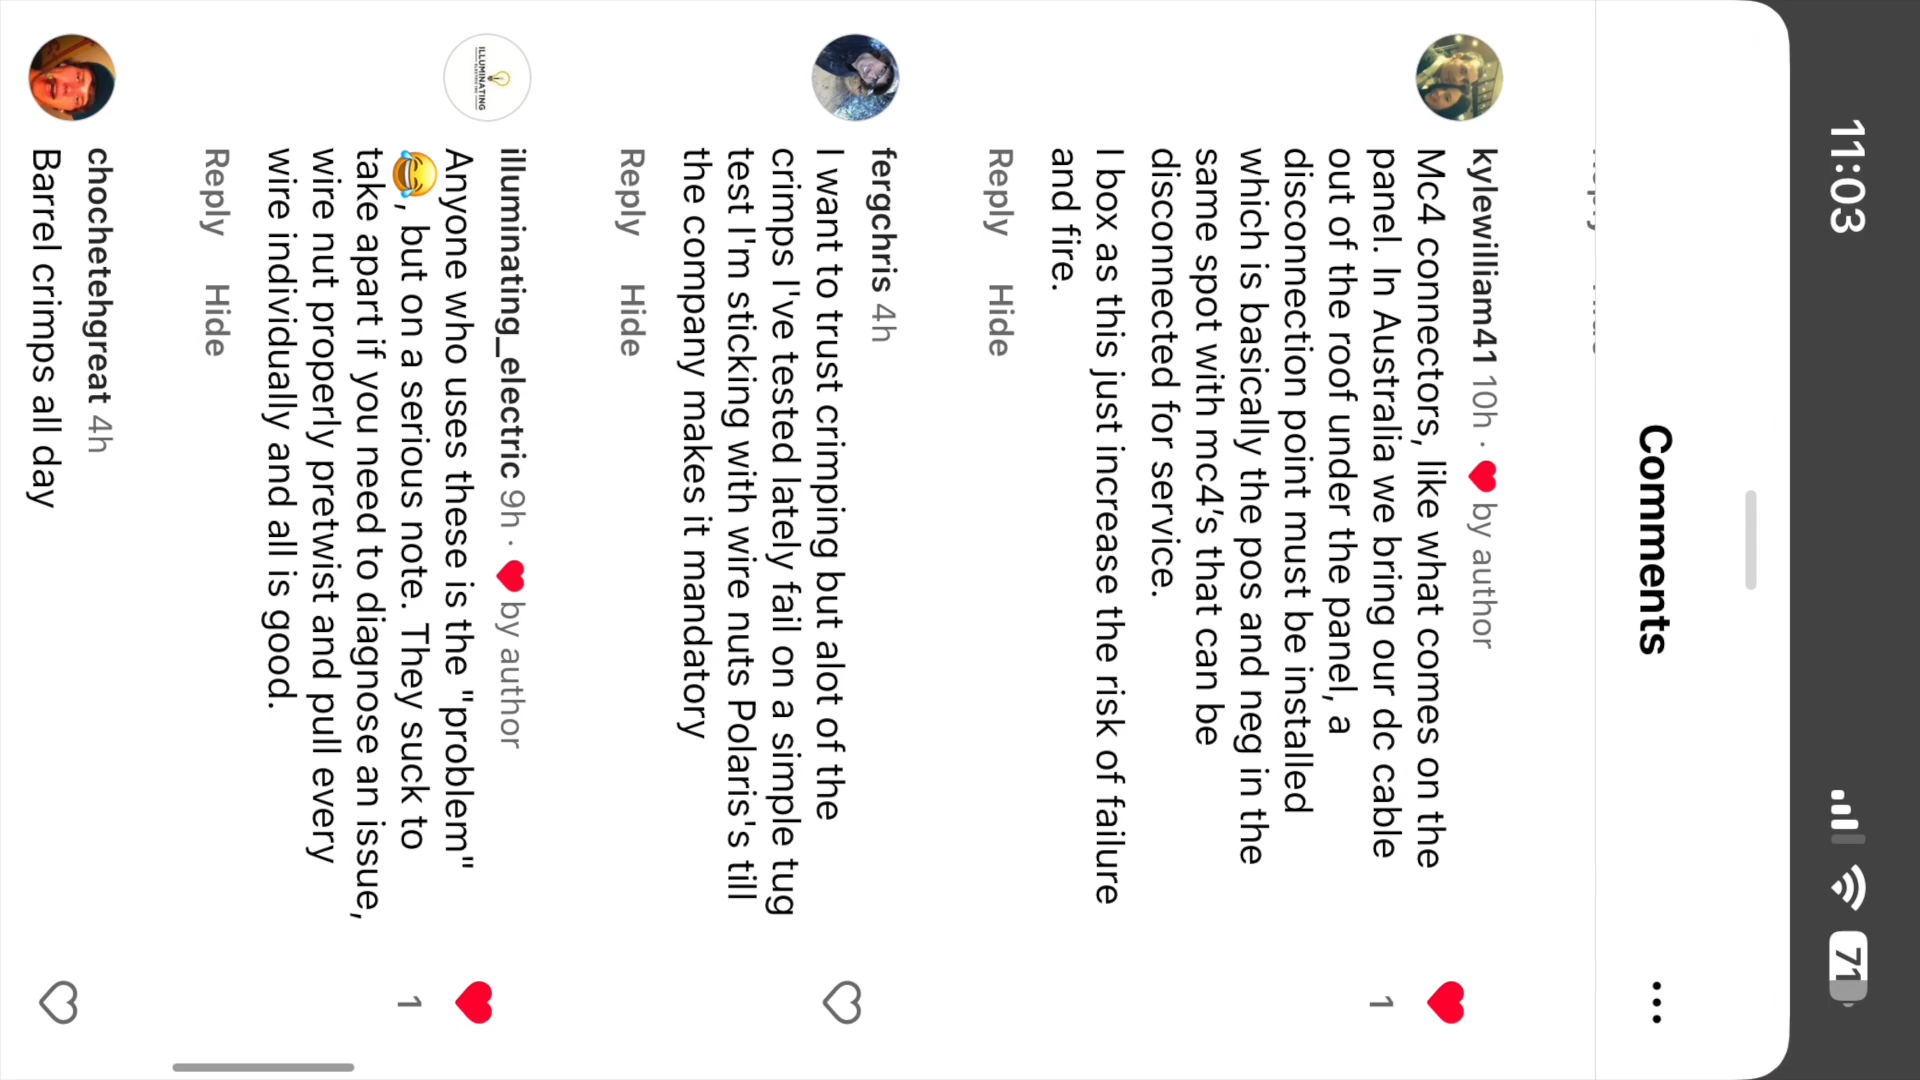 11:03
71
Comments
...
kylewilliam41 10h · ❤️ by author
Mc4 connectors, like what comes on the
panel. In Australia we bring our dc cable
out of the roof under the panel, a
disconnection point must be installed
which is basically the pos and neg in the
same spot with mc4’s that can be
disconnected for service.
I box as this just increase the risk of failure
and fire.
1
Reply Hide
fergchris 4h
I want to trust crimping but alot of the
crimps I've tested lately fail on a simple tug
test I'm sticking with wire nuts Polaris's till
the company makes it mandatory
Reply Hide
ILLUMINATING
illuminating_electric 9h · ❤️ by author
Anyone who uses these is the "problem"
😂, but on a serious note. They suck to
take apart if you need to diagnose an issue,
wire nut properly pretwist and pull every
wire individually and all is good.
1
Reply Hide
chochetehgreat 4h
Barrel crimps all day